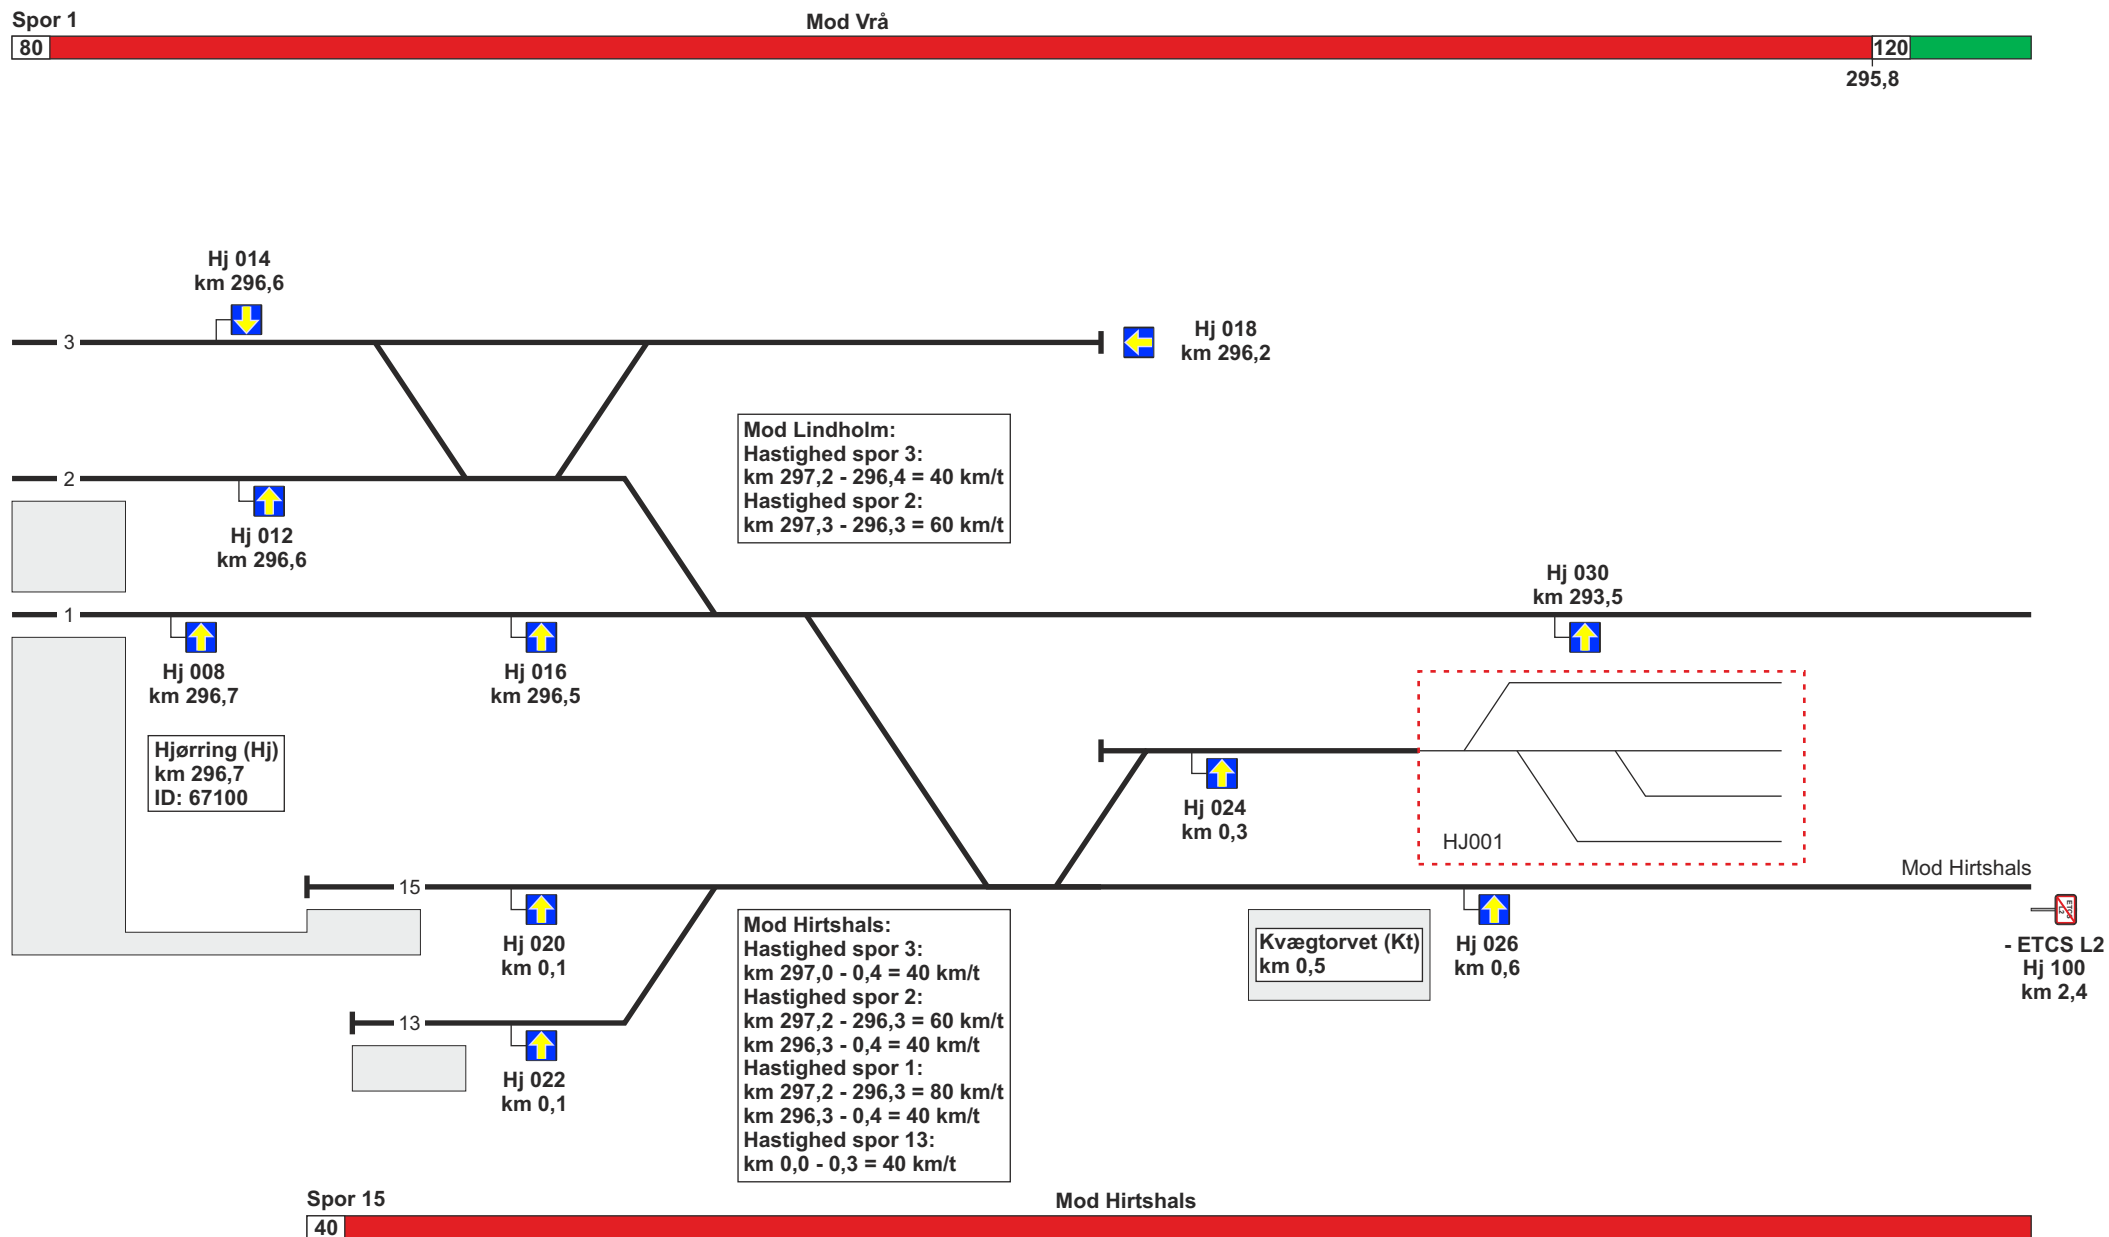 Spor 1
Mod Vrå
80
120
295,8
Hj 014
km 296,6
3
Hj 018
km 296,2
Mod Lindholm:
Hastighed spor 3:
km 297,2 - 296,4 = 40 km/t
Hastighed spor 2:
km 297,3 - 296,3 = 60 km/t
2
Hj 012
km 296,6
Hj 030
km 293,5
1
Hj 008
km 296,7
Hj 016
km 296,5
Hjørring (Hj)
km 296,7
ID: 67100
Hj 024
km 0,3
HJ001
Mod Hirtshals
15
Hj 020
km 0,1
Mod Hirtshals:
Hastighed spor 3:
km 297,0 - 0,4 = 40 km/t
Hastighed spor 2:
km 297,2 - 296,3 = 60 km/t
km 296,3 - 0,4 = 40 km/t
Hastighed spor 1:
km 297,2 - 296,3 = 80 km/t
km 296,3 - 0,4 = 40 km/t
Hastighed spor 13:
km 0,0 - 0,3 = 40 km/t
Kvægtorvet (Kt)
km 0,5
Hj 026
km 0,6
ETCS
L2
- ETCS L2
Hj 100
km 2,4
13
Hj 022
km 0,1
Spor 15
Mod Hirtshals
40